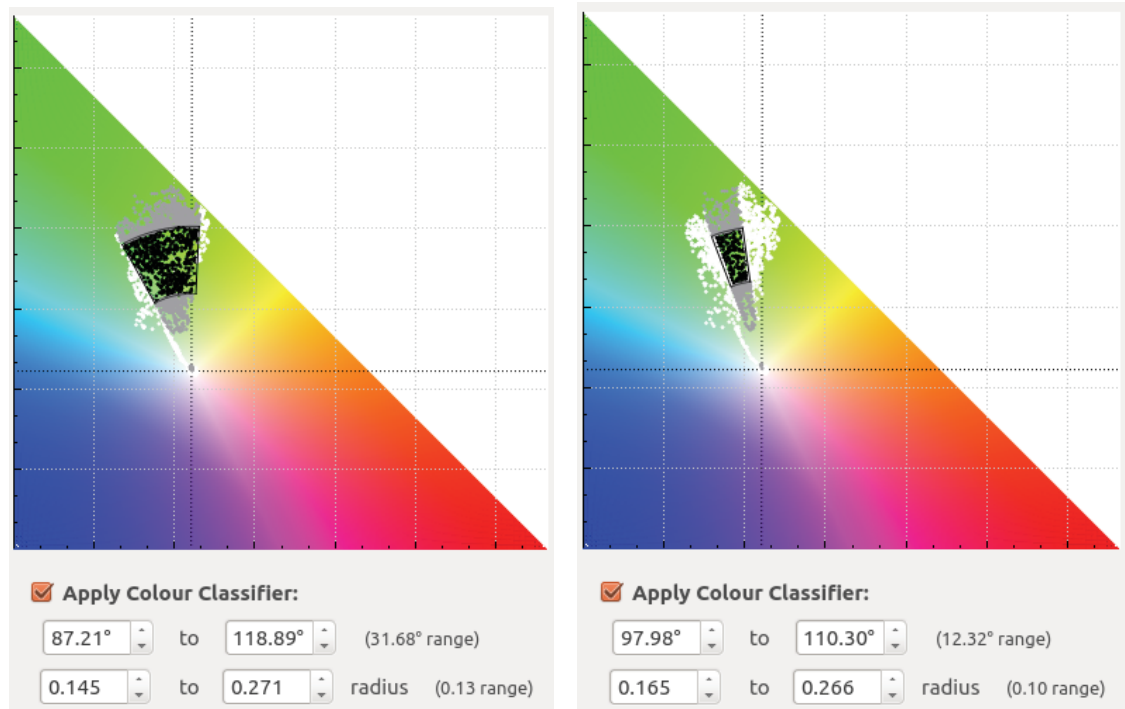 Apply Colour Classifier:
87.21° to 118.89° (31.68° range)
0.145 to 0.271 radius (0.13 range)
Apply Colour Classifier:
97.98° to 110.30° (12.32° range)
0.165 to 0.266 radius (0.10 range)